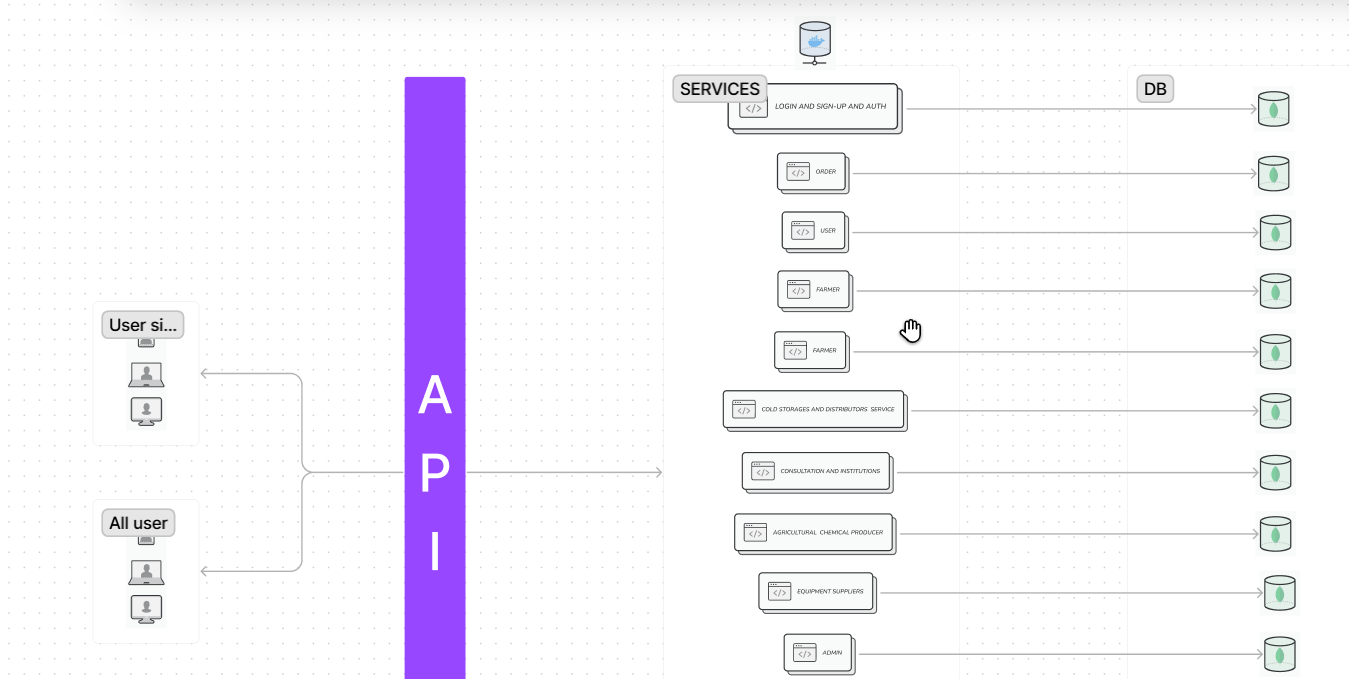 SERVICES
DB
</> LOGIN AND SIGN-UP AND AUTH
</> ORDER
</> USER
</> FARMER
User si...
</> FARMER
A
P
I
</> COLD STORAGES AND DISTRIBUTORS SERVICE
</> CONSULTATION AND INSTITUTIONS
All user
</> AGRICULTURAL CHEMICAL PRODUCER
</> EQUIPMENT SUPPLIERS
</> ADMIN